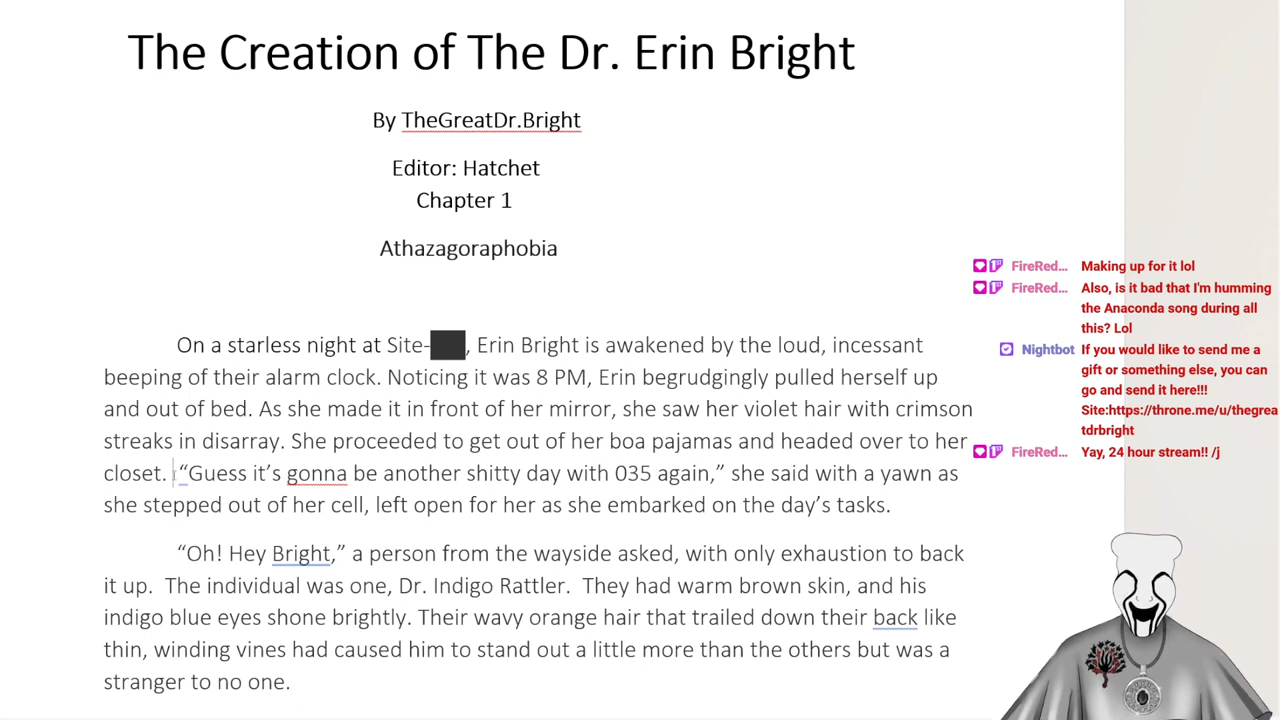 The Creation of The Dr. Erin Bright
By TheGreatDr.Bright
Editor: Hatchet
Chapter 1
Athazagoraphobia
On a starless night at Site-, Erin Bright is awakened by the loud, incessant
beeping of their alarm clock. Noticing it was 8 PM, Erin begrudgingly pulled herself up
and out of bed. As she made it in front of her mirror, she saw her violet hair with crimson
streaks in disarray. She proceeded to get out of her boa pajamas and headed over to her
closet. “Guess it’s gonna be another shitty day with 035 again,” she said with a yawn as
she stepped out of her cell, left open for her as she embarked on the day’s tasks.
“Oh! Hey Bright,” a person from the wayside asked, with only exhaustion to back
it up.  The individual was one, Dr. Indigo Rattler.  They had warm brown skin, and his
indigo blue eyes shone brightly. Their wavy orange hair that trailed down their back like
thin, winding vines had caused him to stand out a little more than the others but was a
stranger to no one.
FireRed... Making up for it lol
FireRed... Also, is it bad that I'm humming
the Anaconda song during all
this? Lol
Nightbot If you would like to send me a
gift or something else, you can
go and send it here!!!
Site:https://throne.me/u/thegrea
tdrbright
FireRed... Yay, 24 hour stream!! /j